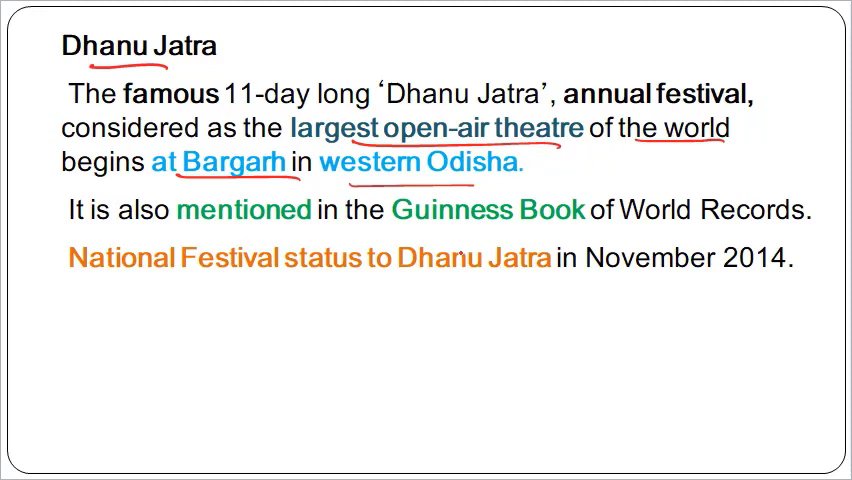 Dhanu Jatra
The famous 11-day long ‘Dhanu Jatra’, annual festival,
considered as the largest open-air theatre of the world
begins at Bargarh in western Odisha.
It is also mentioned in the Guinness Book of World Records.
National Festival status to Dhanu Jatra in November 2014.